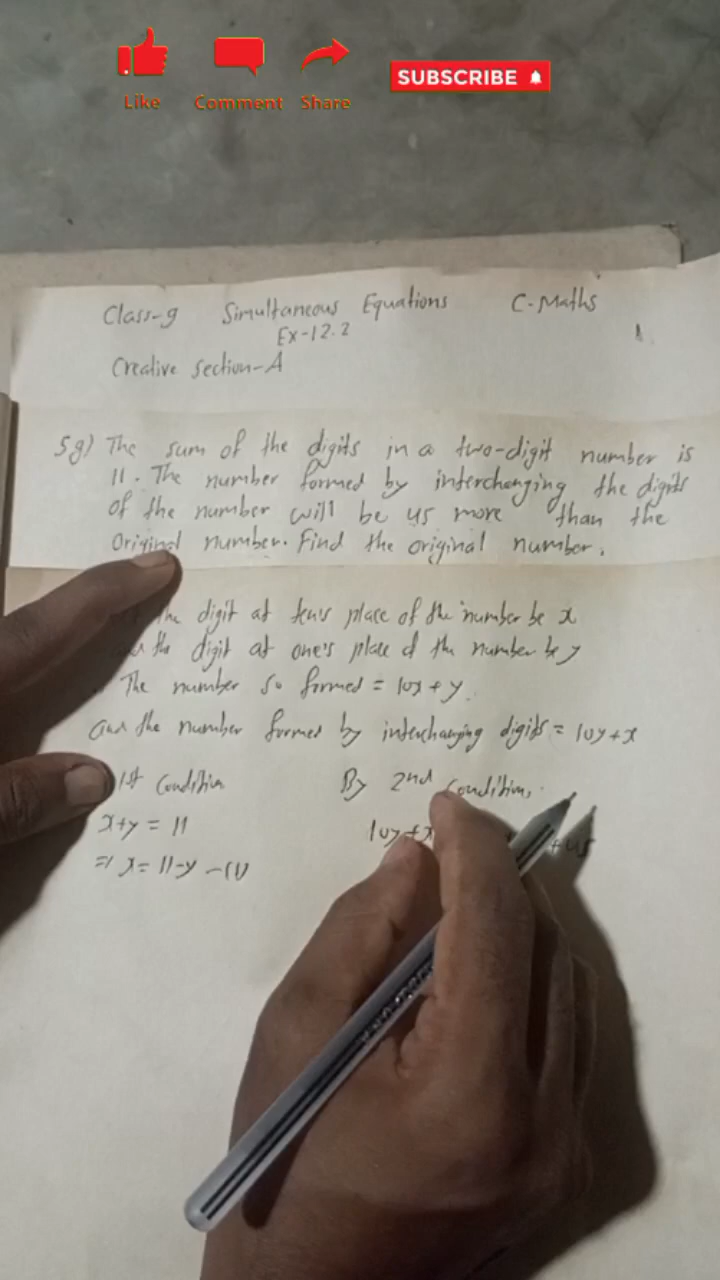 Like Comment Share SUBSCRIBE
Class-9 Simultaneous Equations C-Maths
Ex-12.2
Creative section-A
5g) The sum of the digits in a two-digit number is
11. The number formed by interchanging the digits
of the number will be 45 more than the
original number. Find the original number.
the digit at ten's place of the number be x
the digit at one's place of the number be y
The number so formed = 10x + y.
and the number formed by interchanging digits = 10y+x
1st Condition By 2nd Condition,
x+y = 11 10y+x +45
⇒ x = 11-y -(1)